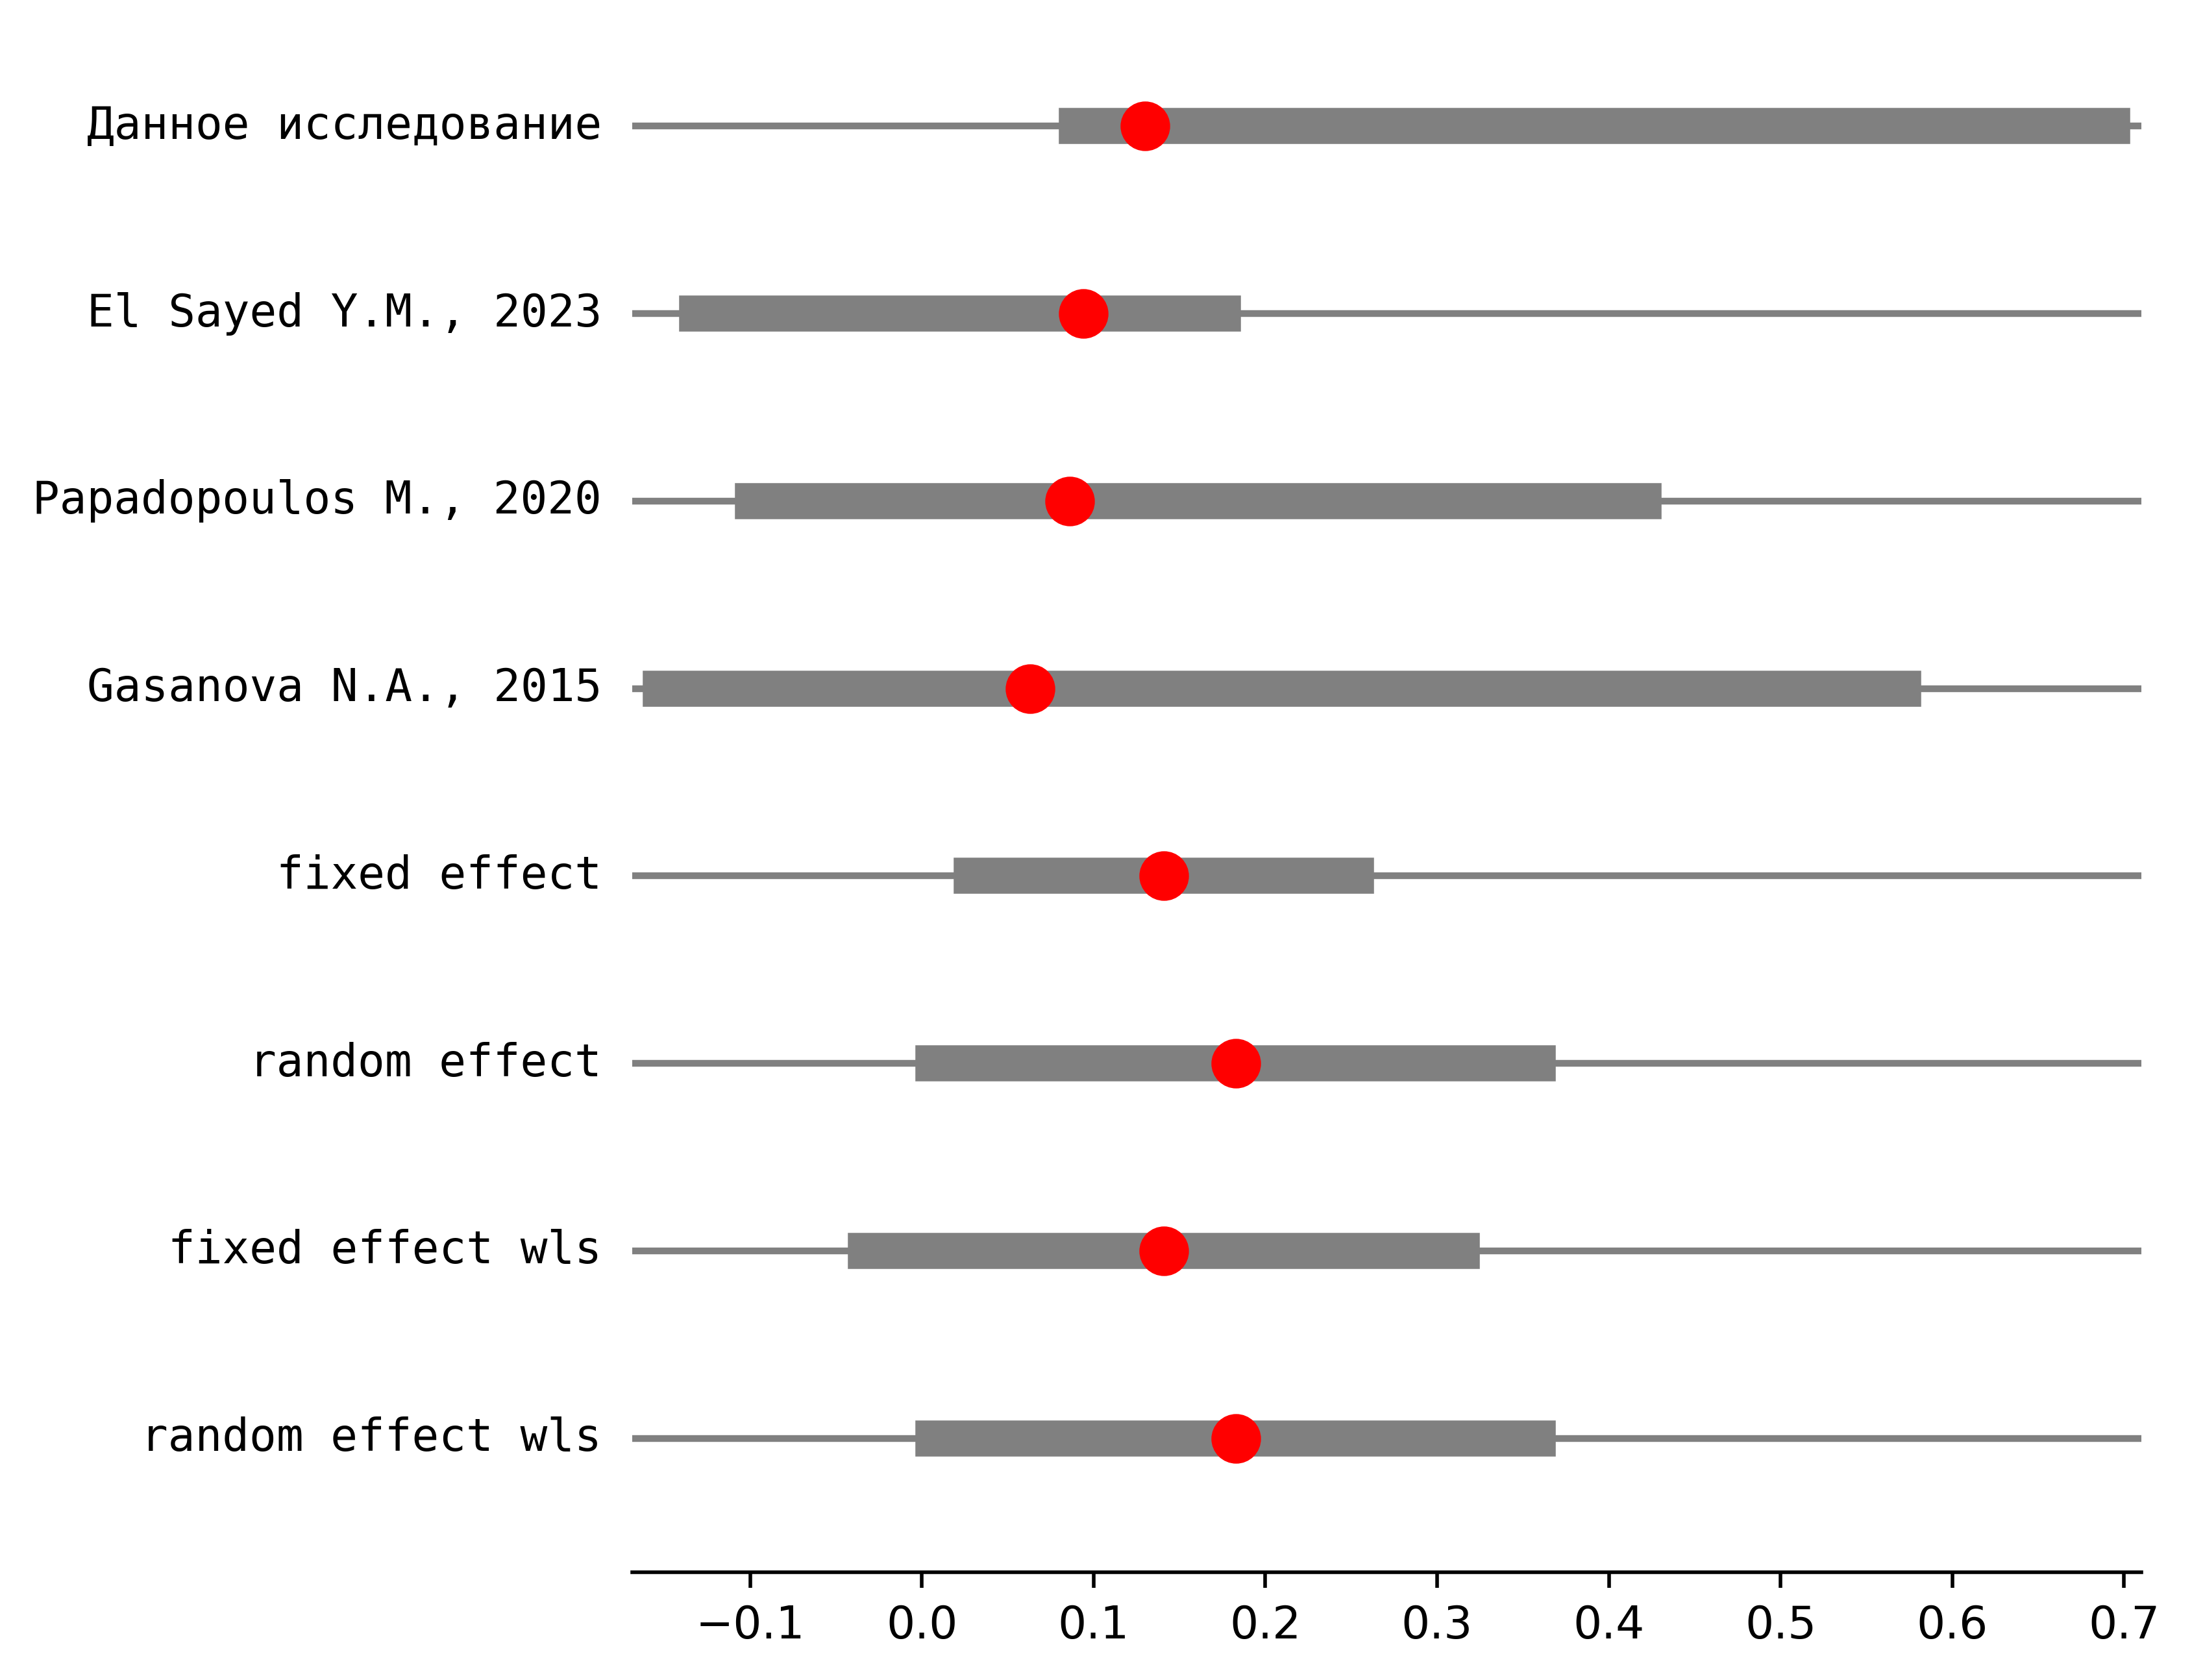 Данное исследование
El Sayed Y.M., 2023
Papadopoulos M., 2020
Gasanova N.A., 2015
fixed effect
random effect
fixed effect wls
random effect wls
−0.1 0.0 0.1 0.2 0.3 0.4 0.5 0.6 0.7